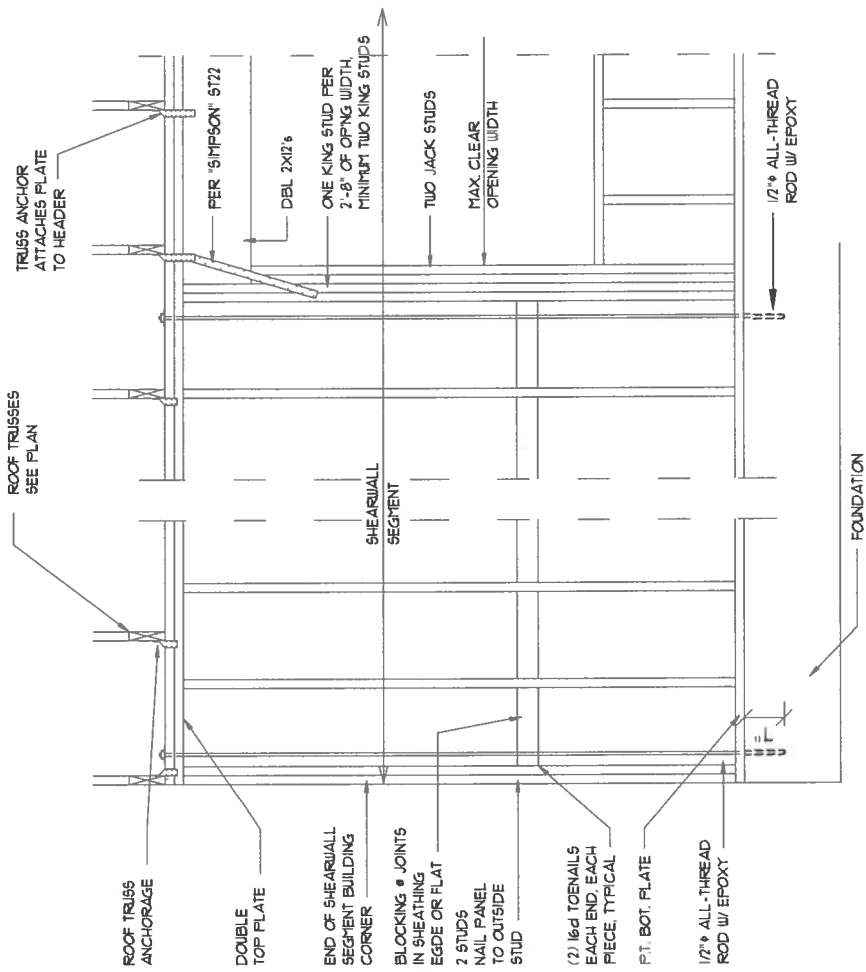 TRUSS ANCHOR
ATTACHES PLATE
TO HEADER
PER "SIMPSON" ST22
DBL 2X12's
ONE KING STUD PER
2'-8" OF OP'NG WIDTH,
MINIMUM TWO KING STUDS
TWO JACK STUDS
MAX. CLEAR
OPENING WIDTH
1/2"ϕ ALL-THREAD
ROD W/ EPOXY
ROOF TRUSSES
SEE PLAN
SHEARWALL
SEGMENT
FOUNDATION
ROOF TRUSS
ANCHORAGE
DOUBLE
TOP PLATE
END OF SHEARWALL
SEGMENT BUILDING
CORNER
BLOCKING @ JOINTS
IN SHEATHING
EGDE OR FLAT
2 STUDS
NAIL PANEL
TO OUTSIDE
STUD
(2) 16d TOENAILS
EACH END, EACH
PIECE, TYPICAL
P.T. BOT. PLATE
1/2"ϕ ALL-THREAD
ROD W/ EPOXY
7"